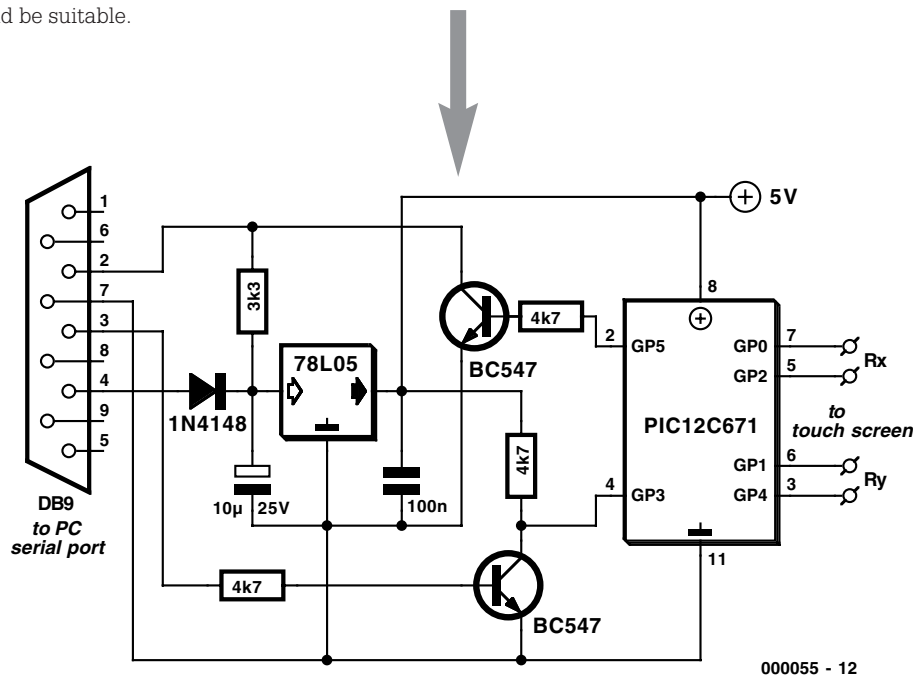 d be suitable.
5V
1
6
2
7
3
8
4
9
5
3k3
4k7
BC547
8
2
GP5
GP0
7
Rx
GP2
5
78L05
1N4148
PIC12C671
to
touch screen
4k7
GP1
6
Ry
4
GP3
GP4
3
10µ
25V
100n
DB9
to PC
serial port
11
4k7
BC547
000055 - 12